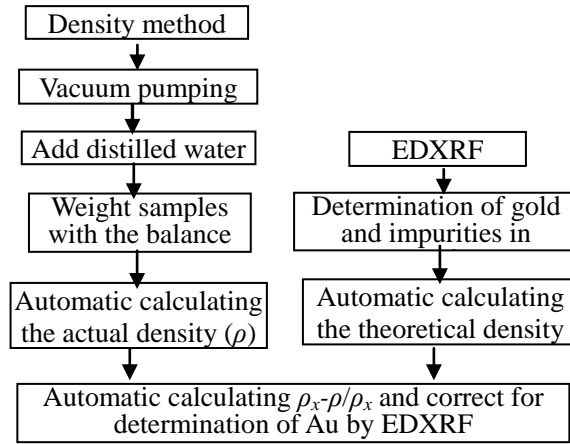 Density method
Vacuum pumping
Add distilled water
Weight samples
with the balance
Automatic calculating
the actual density (ρ)
EDXRF
Determination of gold
and impurities in
Automatic calculating
the theoretical density
Automatic calculating ρx-ρ/ρx and correct for
determination of Au by EDXRF